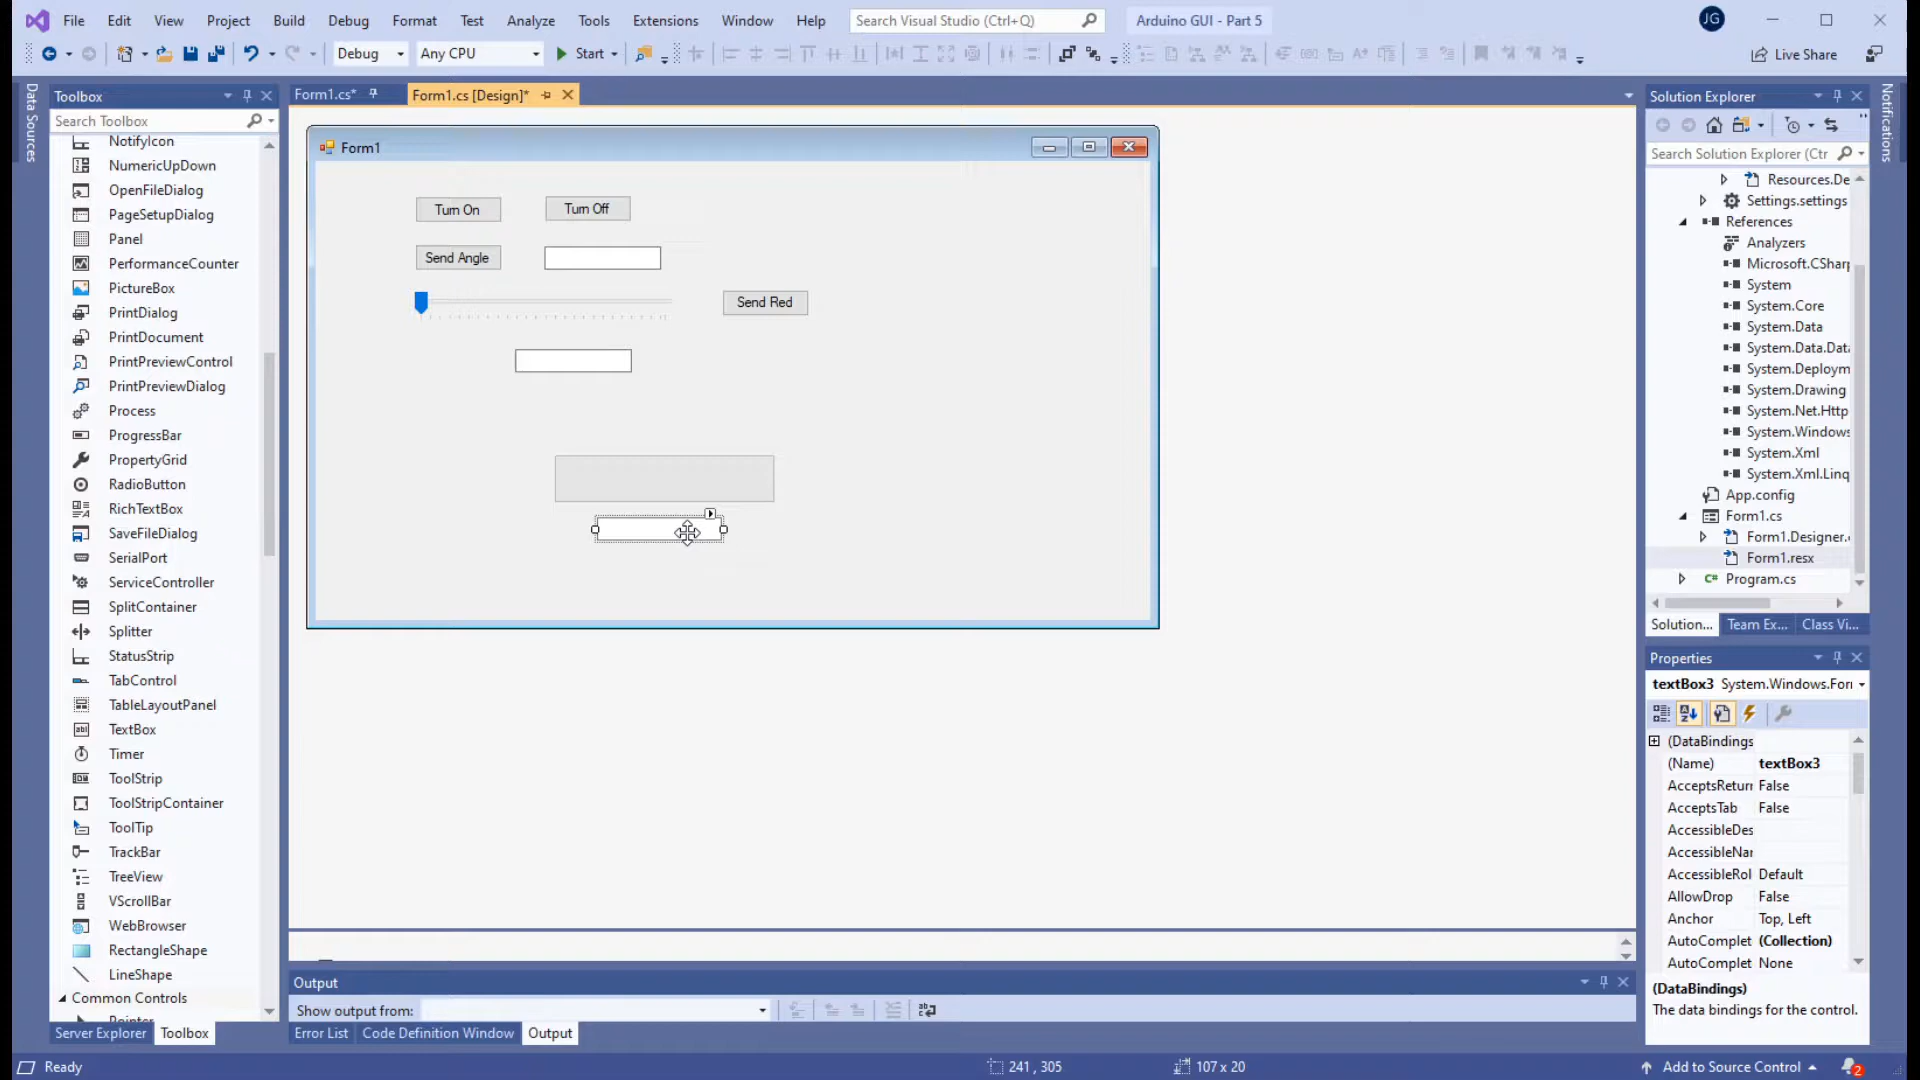 File Edit View Project Build Debug Format Test Analyze Tools Extensions Window Help Search Visual Studio (Ctrl+Q) Arduino GUI - Part 5 JG
Debug Any CPU Start Live Share
Data Sources
Toolbox
Search Toolbox
NotifyIcon
NumericUpDown
OpenFileDialog
PageSetupDialog
Panel
PerformanceCounter
PictureBox
PrintDialog
PrintDocument
PrintPreviewControl
PrintPreviewDialog
Process
ProgressBar
PropertyGrid
RadioButton
RichTextBox
SaveFileDialog
SerialPort
ServiceController
SplitContainer
Splitter
StatusStrip
TabControl
TableLayoutPanel
TextBox
Timer
ToolStrip
ToolStripContainer
ToolTip
TrackBar
TreeView
VScrollBar
WebBrowser
RectangleShape
LineShape
Common Controls
Server Explorer Toolbox
Form1.cs* Form1.cs [Design]*
Form1
Turn On Turn Off
Send Angle
Send Red
Output
Show output from:
Error List Code Definition Window Output
Solution Explorer
Search Solution Explorer (Ctr
Resources.De
Settings.settings
References
Analyzers
Microsoft.CShar
System
System.Core
System.Data
System.Data.Dat
System.Deploym
System.Drawing
System.Net.Http
System.Windows
System.Xml
System.Xml.Linq
App.config
Form1.cs
Form1.Designer.
Form1.resx
Program.cs
Solution... Team Ex... Class Vi...
Notifications
Properties
textBox3 System.Windows.For
(DataBindings
(Name) textBox3
AcceptsRetur False
AcceptsTab False
AccessibleDes
AccessibleNar
AccessibleRol Default
AllowDrop False
Anchor Top, Left
AutoComplet (Collection)
AutoComplet None
(DataBindings)
The data bindings for the control.
Ready 241 , 305 107 x 20 Add to Source Control 2